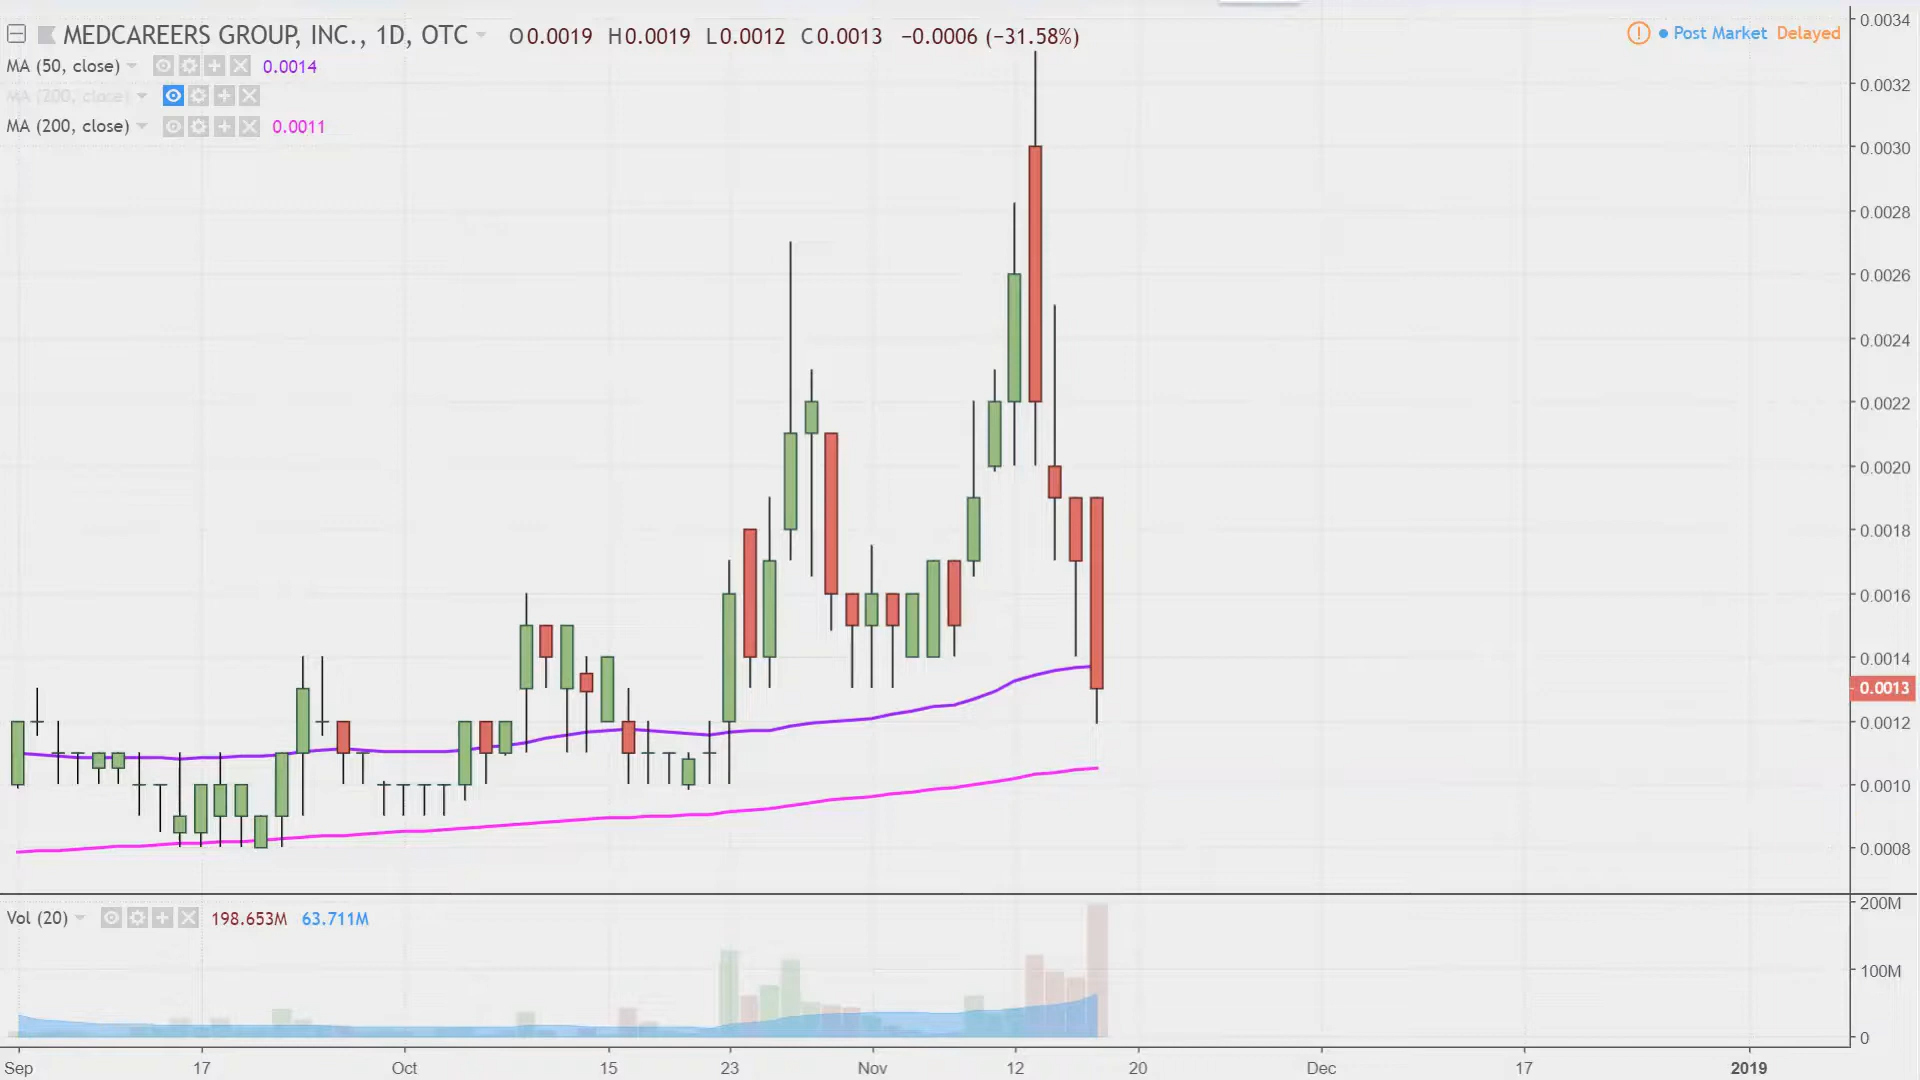 MEDCAREERS GROUP, INC., 1D, OTC O0.0019 H0.0019 L0.0012 C0.0013 −0.0006 (−31.58%)
Post Market Delayed
MA (50, close) 0.0014
MA (200, close)
MA (200, close) 0.0011
0.0034
0.0032
0.0030
0.0028
0.0026
0.0024
0.0022
0.0020
0.0018
0.0016
0.0014
0.0013
0.0012
0.0010
0.0008
Vol (20) 198.653M 63.711M
200M
100M
0
Sep 17 Oct 15 23 Nov 12 20 Dec 17 2019